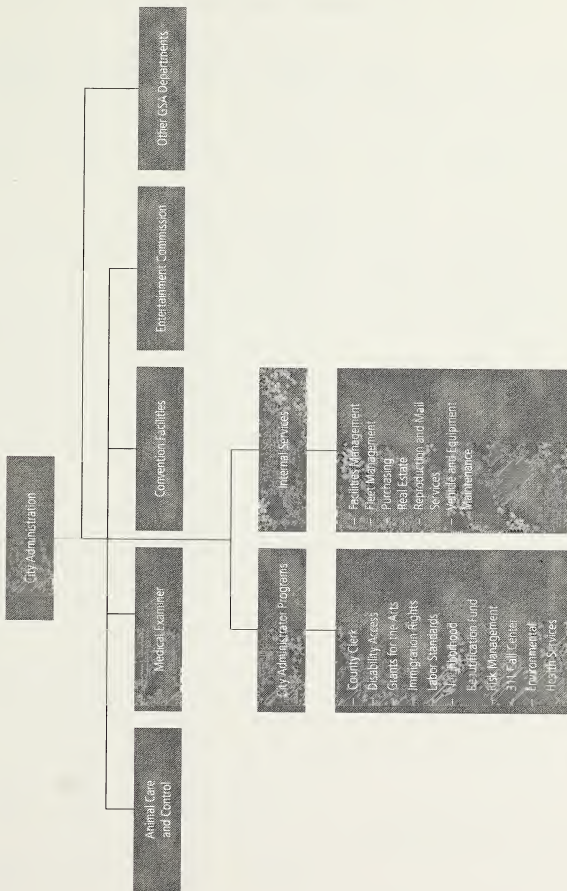 City Administration
Animal Care
and Control
Medical Examiner
Convention Facilities
Entertainment Commission
Other GSA Departments
City Administrator Programs
Internal Services
– County Clerk
– Disability Access
– Grants for the Arts
– Immigration Rights
– Labor Standards
– Neighborhood
Beautification Fund
– Risk Management
– 311 Call Center
– Environmental
Health Services
– Facilities Management
– Fleet Management
– Purchasing
– Real Estate
– Reproduction and Mail
Services
– Vehicle and Equipment
Maintenance